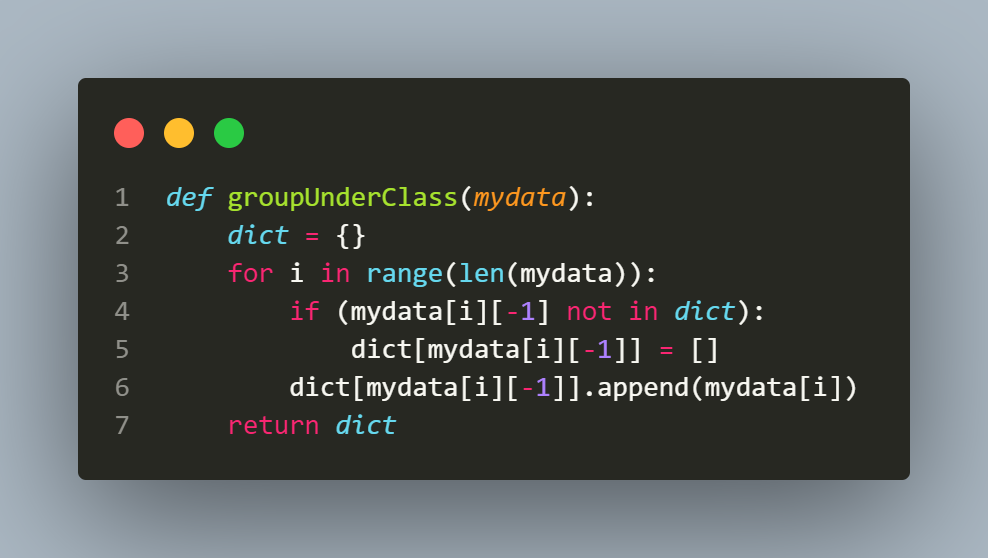 1 def groupUnderClass(mydata):
2     dict = {}
3     for i in range(len(mydata)):
4         if (mydata[i][-1] not in dict):
5             dict[mydata[i][-1]] = []
6         dict[mydata[i][-1]].append(mydata[i])
7     return dict